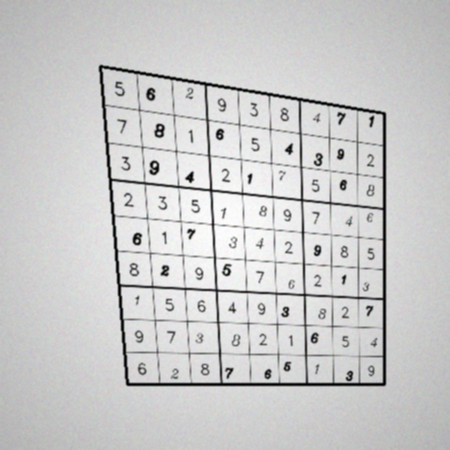 5 6 2 9 3 8 4 7 1
7 8 1 6 5 4 3 9 2
3 9 4 2 1 7 5 6 8
2 3 5 1 8 9 7 4 6
6 1 7 3 4 2 9 8 5
8 2 9 5 7 6 2 1 3
1 5 6 4 9 3 8 2 7
9 7 3 8 2 1 6 5 4
6 2 8 7 6 5 1 3 9